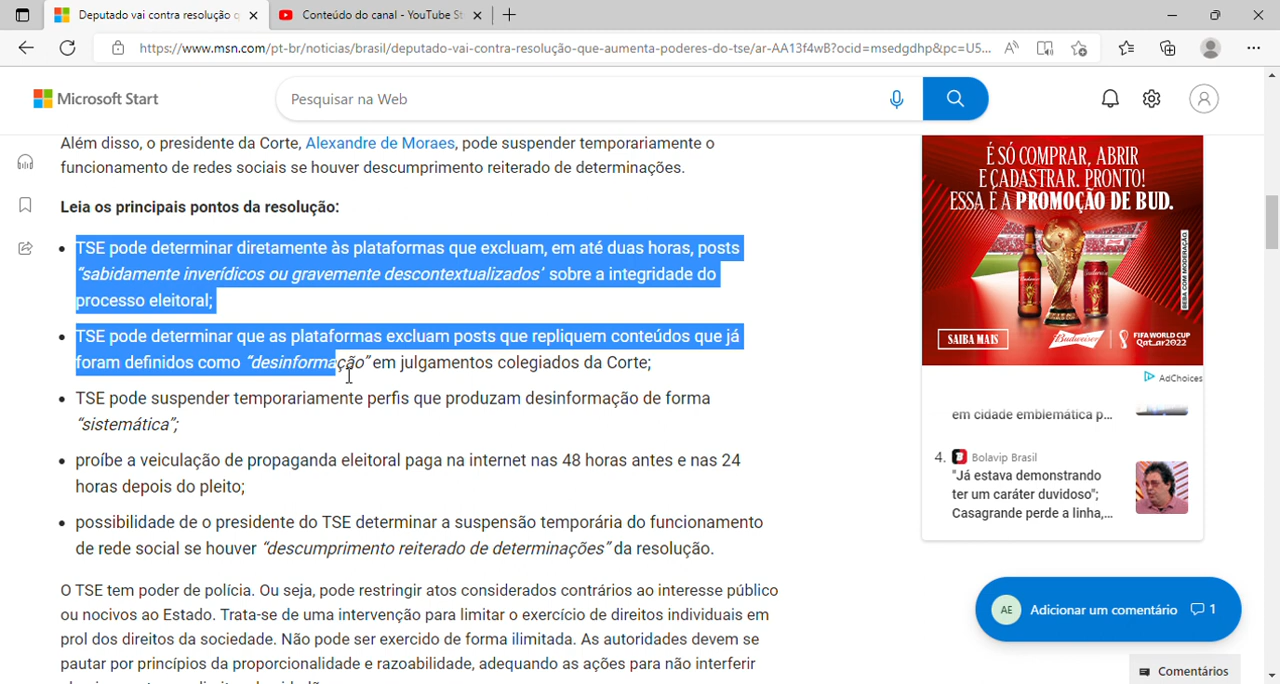 Deputado vai contra resolução q
Conteúdo do canal - YouTube St
https://www.msn.com/pt-br/noticias/brasil/deputado-vai-contra-resolução-que-aumenta-poderes-do-tse/ar-AA13f4wB?ocid=msedgdhp&pc=U5...
Microsoft Start
Pesquisar na Web
Além disso, o presidente da Corte, Alexandre de Moraes, pode suspender temporariamente o
funcionamento de redes sociais se houver descumprimento reiterado de determinações.
Leia os principais pontos da resolução:
• TSE pode determinar diretamente às plataformas que excluam, em até duas horas, posts
“sabidamente inverídicos ou gravemente descontextualizados” sobre a integridade do
processo eleitoral;
• TSE pode determinar que as plataformas excluam posts que repliquem conteúdos que já
foram definidos como “desinformação” em julgamentos colegiados da Corte;
• TSE pode suspender temporariamente perfis que produzam desinformação de forma
“sistemática”;
• proíbe a veiculação de propaganda eleitoral paga na internet nas 48 horas antes e nas 24
horas depois do pleito;
• possibilidade de o presidente do TSE determinar a suspensão temporária do funcionamento
de rede social se houver “descumprimento reiterado de determinações” da resolução.
O TSE tem poder de polícia. Ou seja, pode restringir atos considerados contrários ao interesse público
ou nocivos ao Estado. Trata-se de uma intervenção para limitar o exercício de direitos individuais em
prol dos direitos da sociedade. Não pode ser exercido de forma ilimitada. As autoridades devem se
pautar por princípios da proporcionalidade e razoabilidade, adequando as ações para não interferir
É SÓ COMPRAR, ABRIR
E CADASTRAR. PRONTO!
ESSA É A PROMOÇÃO DE BUD.
BEBA COM MODERAÇÃO.
SAIBA MAIS
Budweiser
FIFA WORLD CUP
Qatar2022
AdChoices
em cidade emblemática p...
4. Bolavip Brasil
"Já estava demonstrando
ter um caráter duvidoso";
Casagrande perde a linha,...
AE Adicionar um comentário 1
Comentários